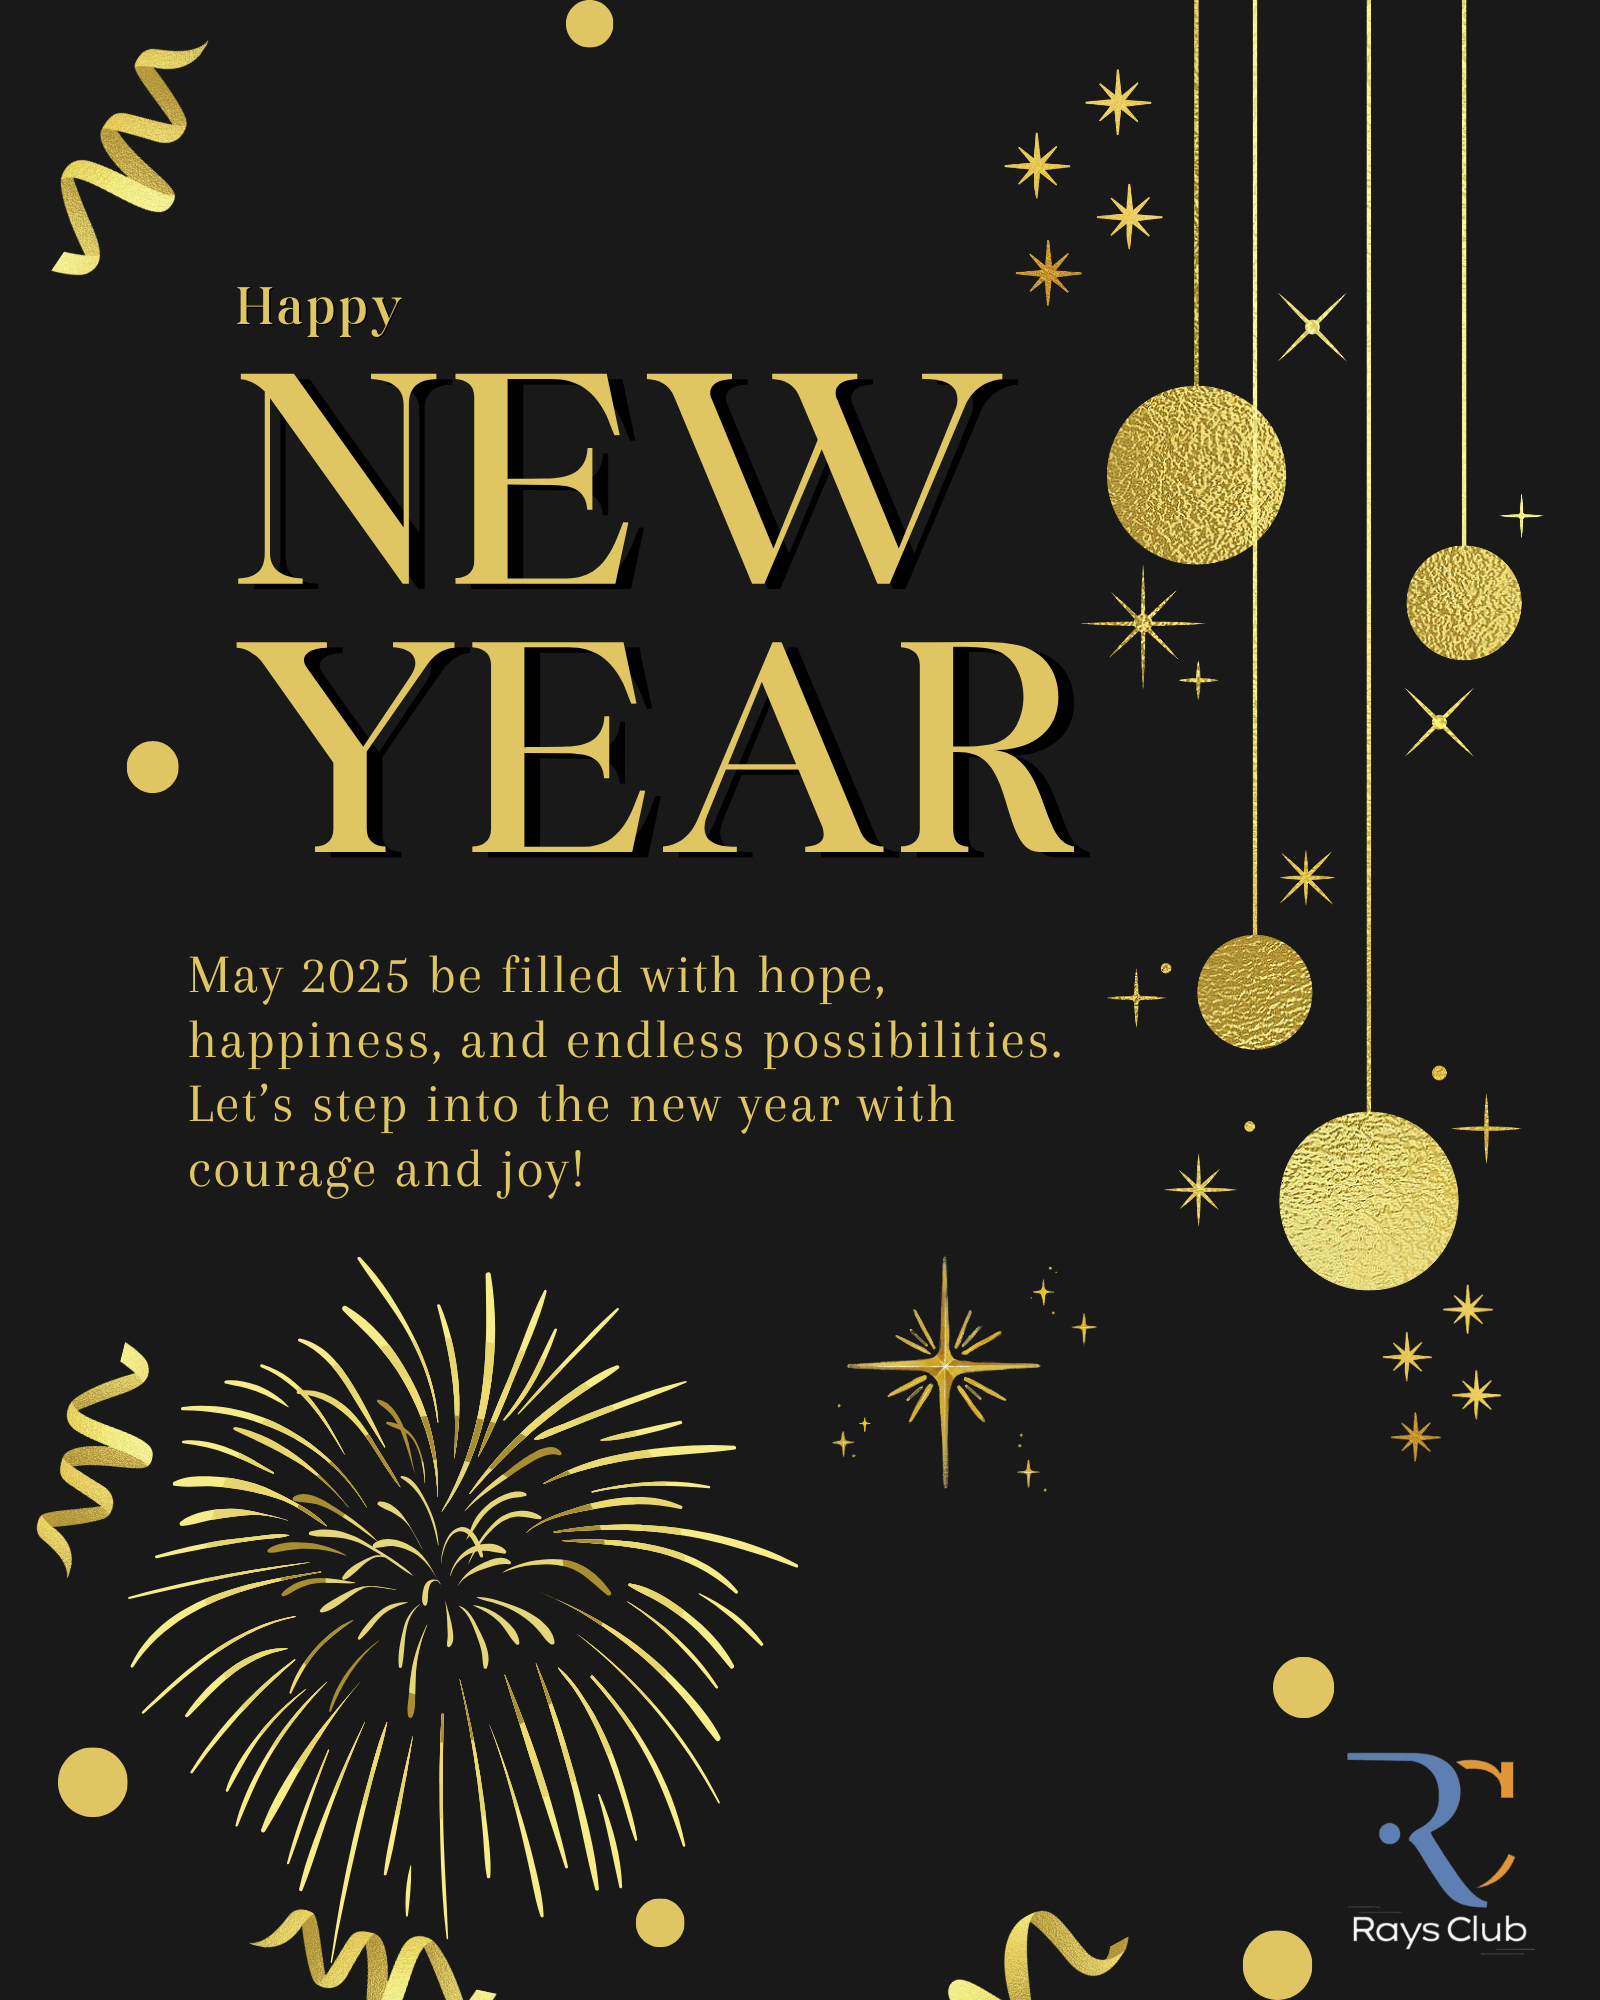 Happy
NEW
YEAR
May 2025 be filled with hope,
happiness, and endless possibilities.
Let’s step into the new year with
courage and joy!
RC
Rays Club